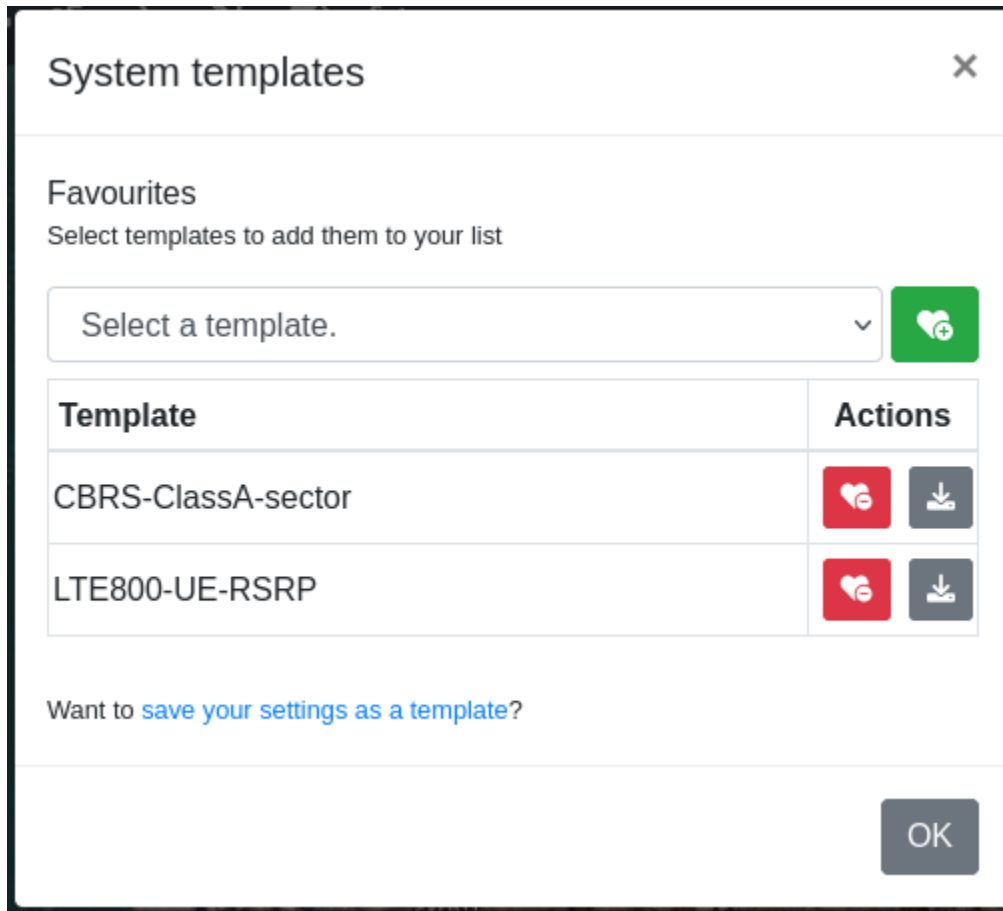 System templates
×
Favourites
Select templates to add them to your list
Select a template.
Template Actions
CBRS-ClassA-sector
LTE800-UE-RSRP
Want to save your settings as a template?
OK